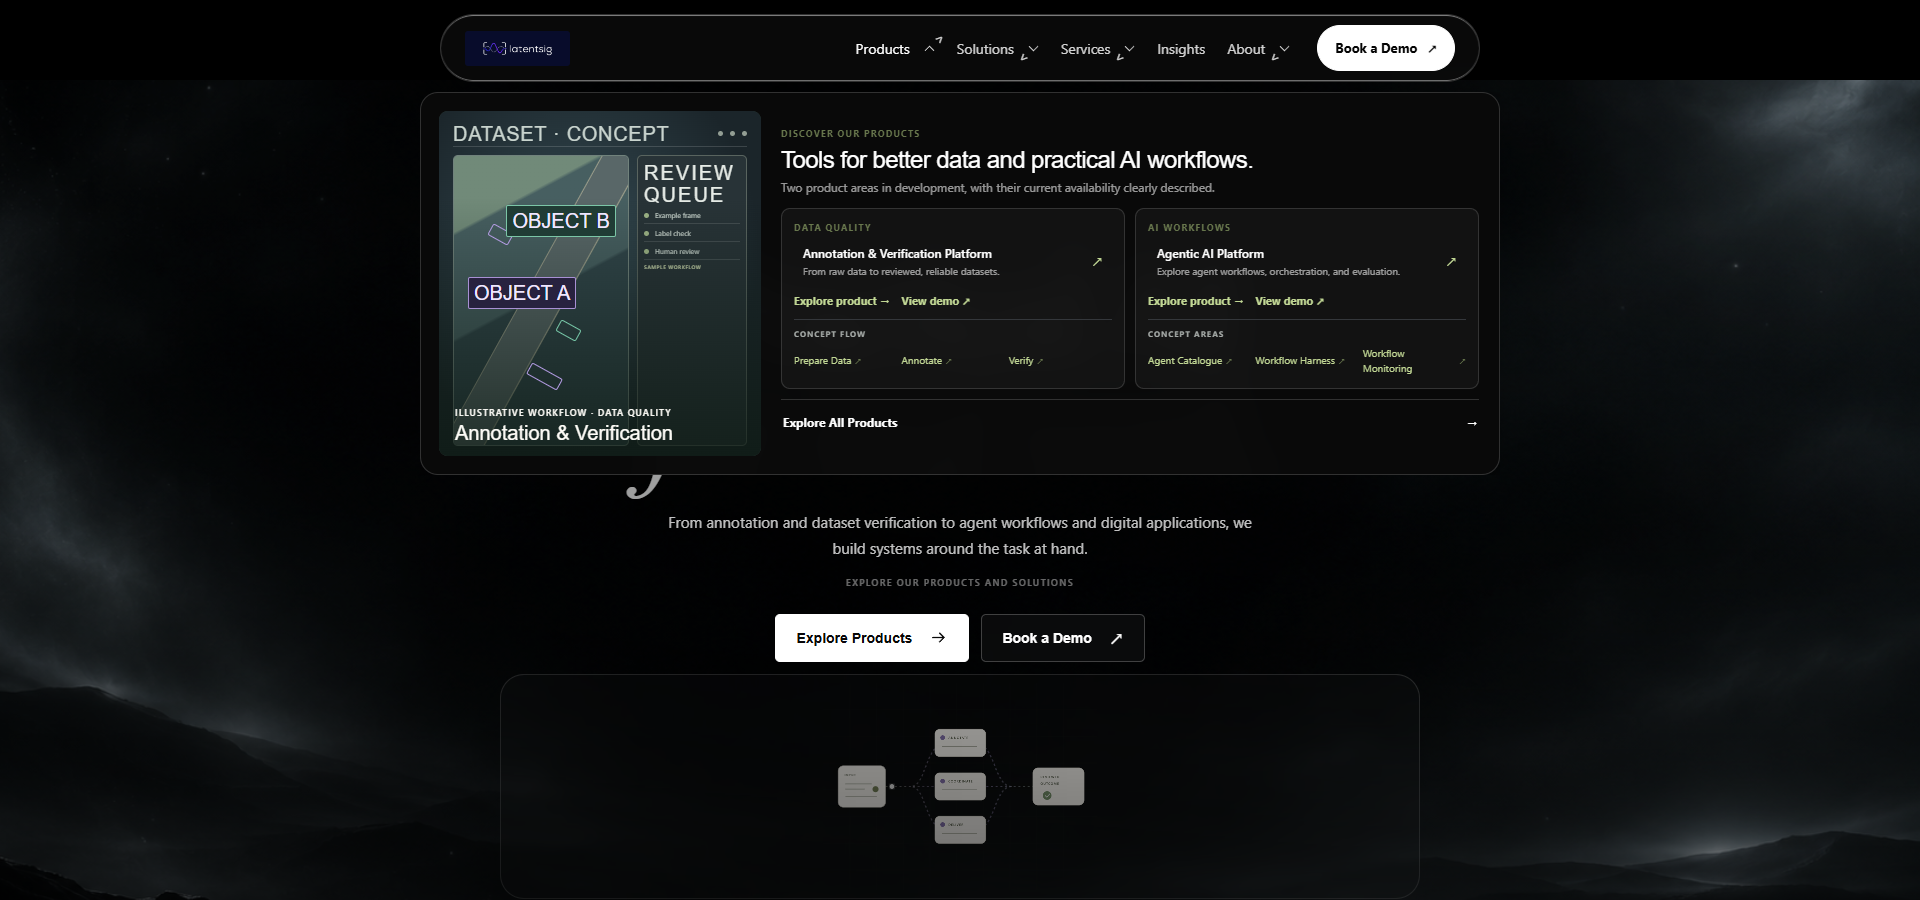 latentsig
Products
Solutions
Services
Insights
About
Book a Demo ↗
DATASET · CONCEPT
OBJECT B
OBJECT A
REVIEW
QUEUE
Example frame
Label check
Human review
SAMPLE WORKFLOW
ILLUSTRATIVE WORKFLOW · DATA QUALITY
Annotation & Verification
DISCOVER OUR PRODUCTS
Tools for better data and practical AI workflows.
Two product areas in development, with their current availability clearly described.
DATA QUALITY
Annotation & Verification Platform ↗
From raw data to reviewed, reliable datasets.
Explore product → View demo ↗
CONCEPT FLOW
Prepare Data ↗ Annotate ↗ Verify ↗
AI WORKFLOWS
Agentic AI Platform ↗
Explore agent workflows, orchestration, and evaluation.
Explore product → View demo ↗
CONCEPT AREAS
Agent Catalogue ↗ Workflow Harness ↗ Workflow
Monitoring ↗
Explore All Products →
From annotation and dataset verification to agent workflows and digital applications, we
build systems around the task at hand.
EXPLORE OUR PRODUCTS AND SOLUTIONS
Explore Products →
Book a Demo ↗